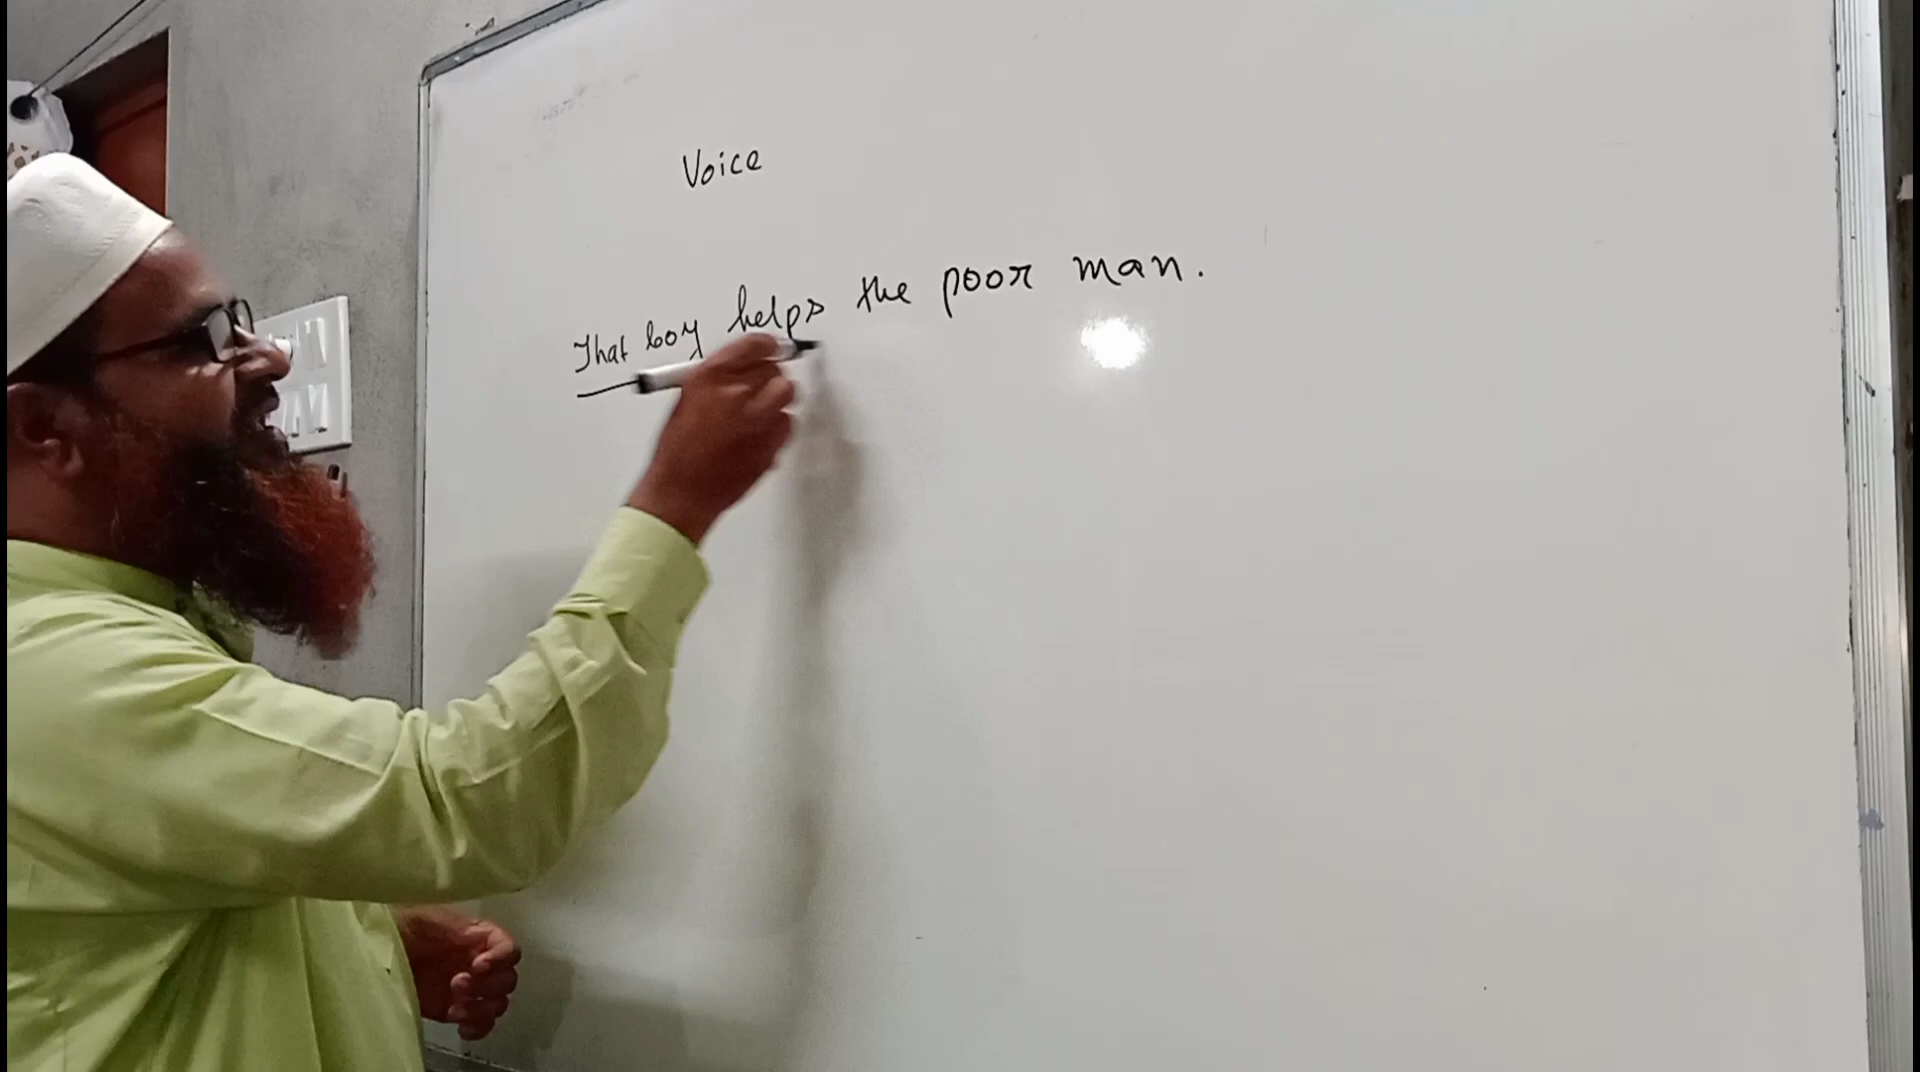 Voice
That boy helps the poor man.